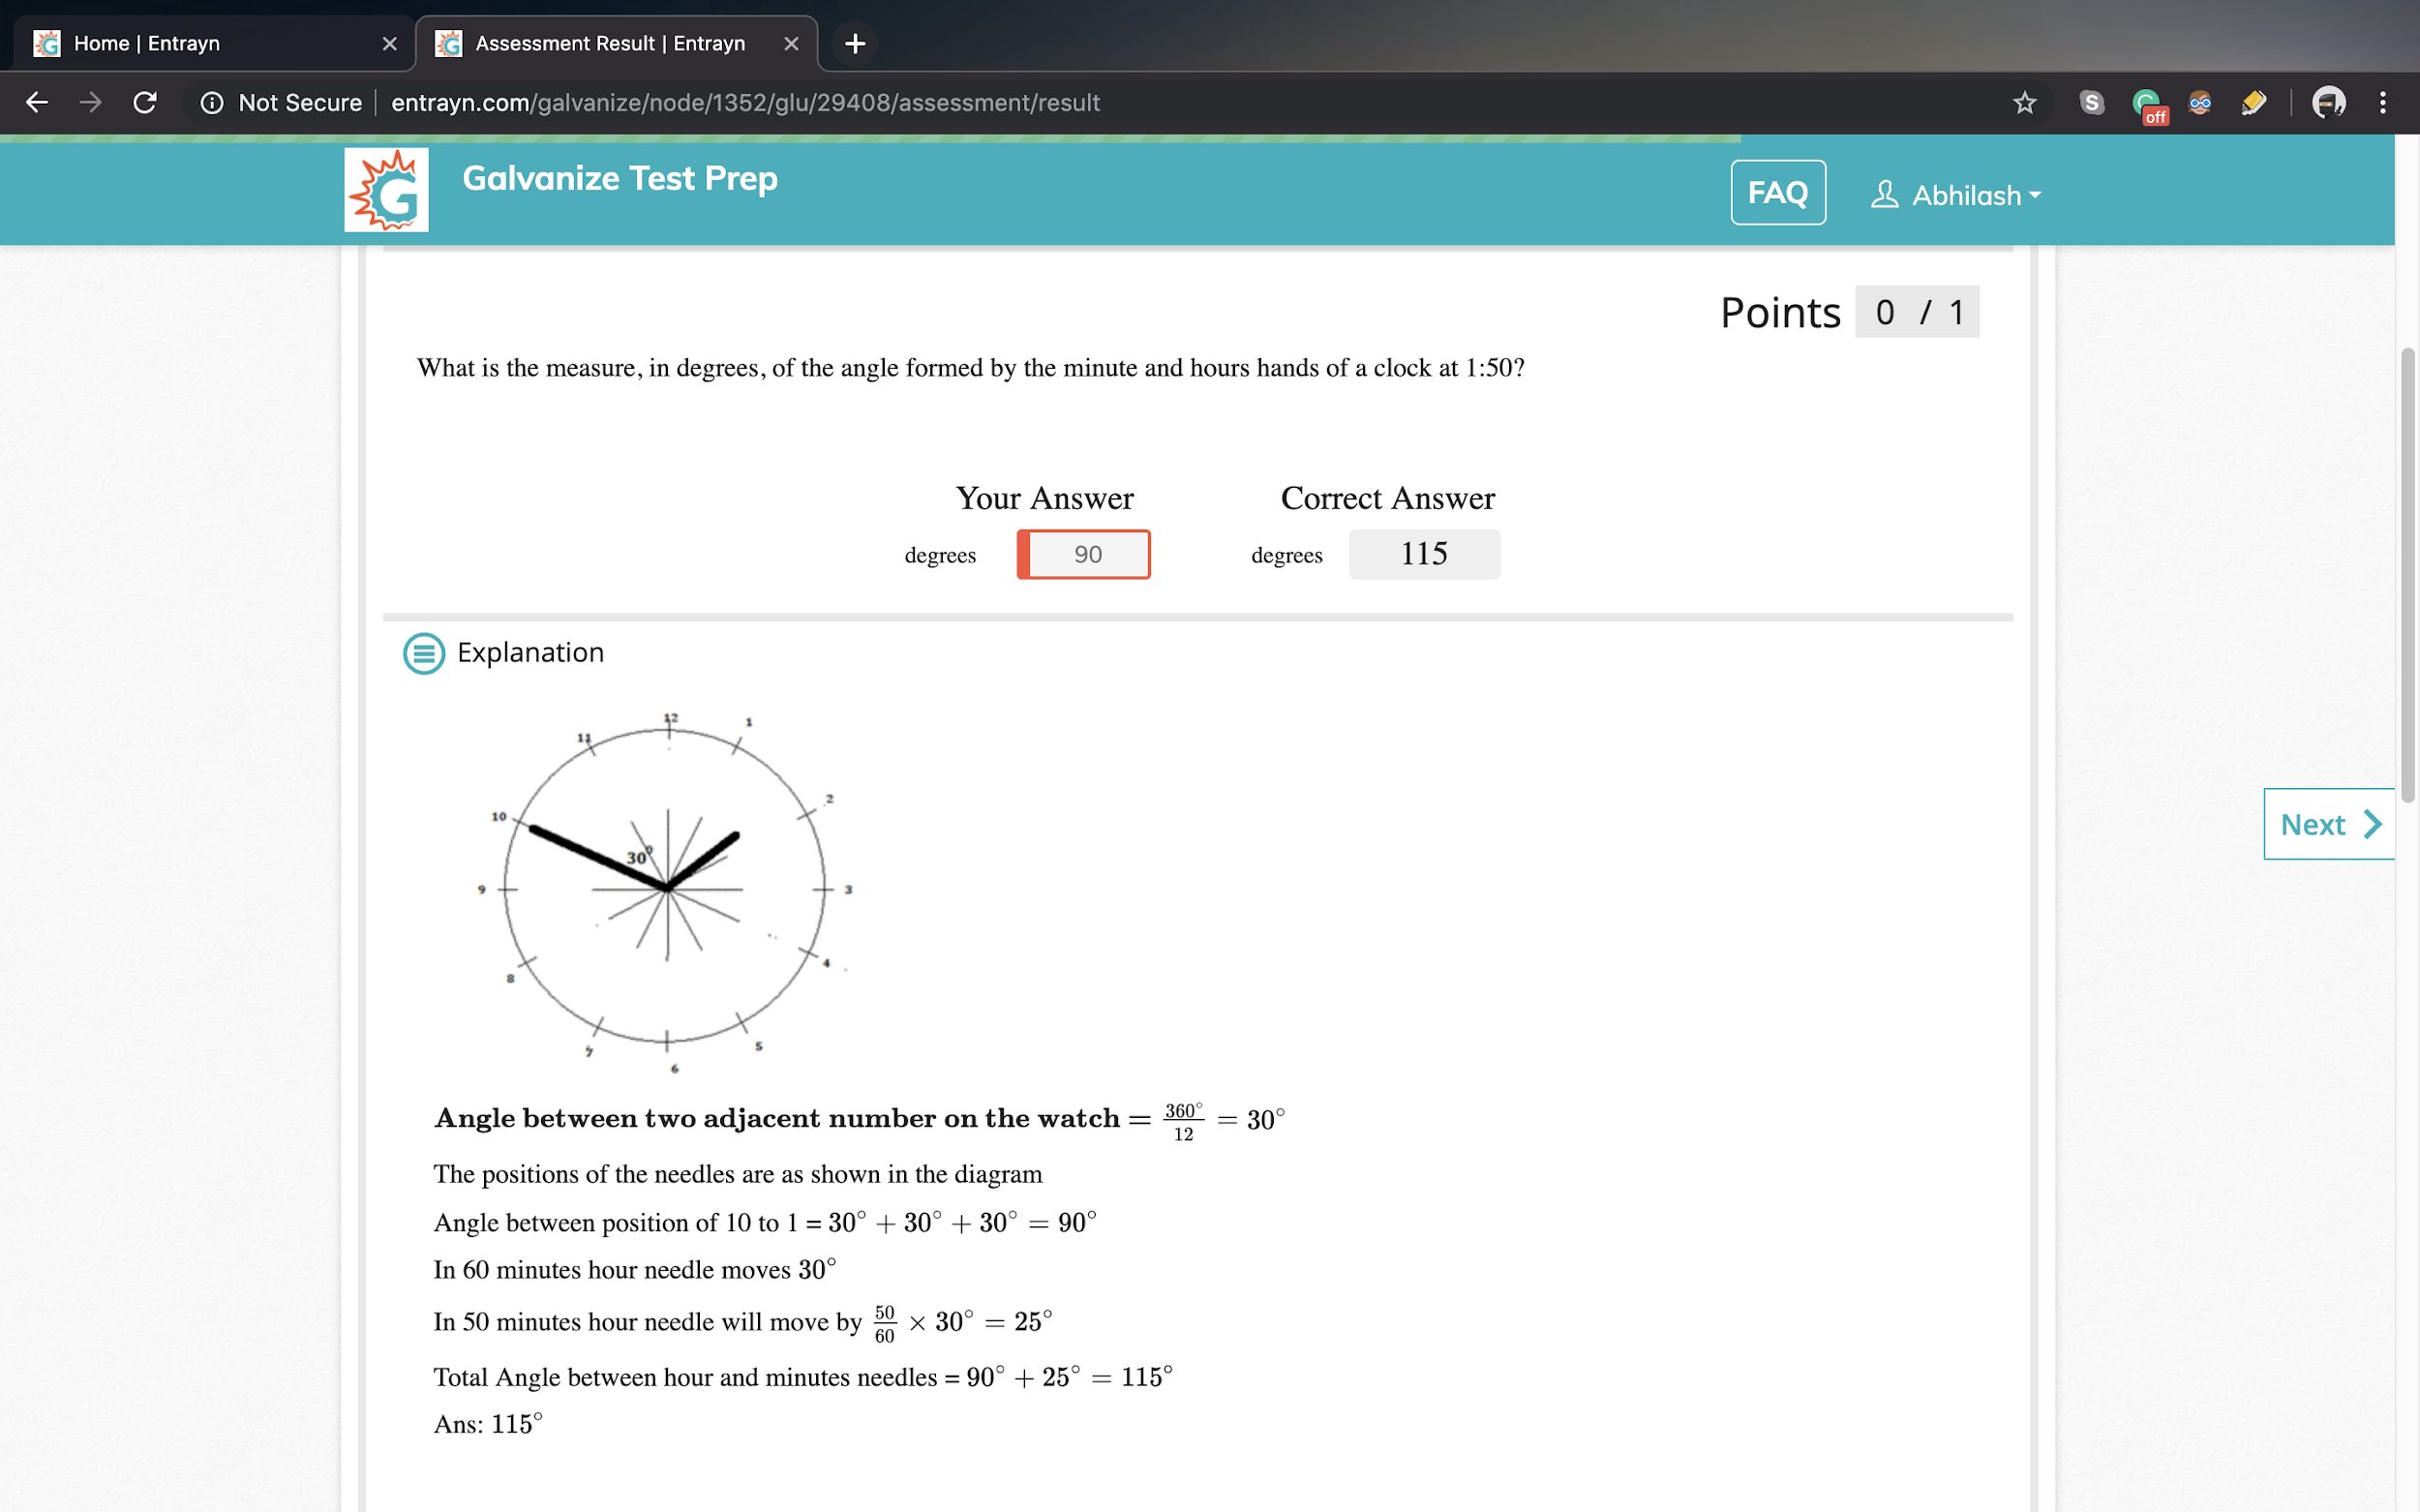 Home | Entrayn
Assessment Result | Entrayn
Not Secure
entrayn.com/galvanize/node/1352/glu/29408/assessment/result
S
off
G
Galvanize Test Prep
FAQ
Abhilash
Points 0 / 1
What is the measure, in degrees, of the angle formed by the minute and hours hands of a clock at 1:50?
Your Answer Correct Answer
degrees 90 degrees 115
Explanation
12
1
11
2
10
30°
9
3
8
4
7
5
6
Next
Angle between two adjacent number on the watch = 360°/12 = 30°
The positions of the needles are as shown in the diagram
Angle between position of 10 to 1 = 30° + 30° + 30° = 90°
In 60 minutes hour needle moves 30°
In 50 minutes hour needle will move by 50/60 × 30° = 25°
Total Angle between hour and minutes needles = 90° + 25° = 115°
Ans: 115°